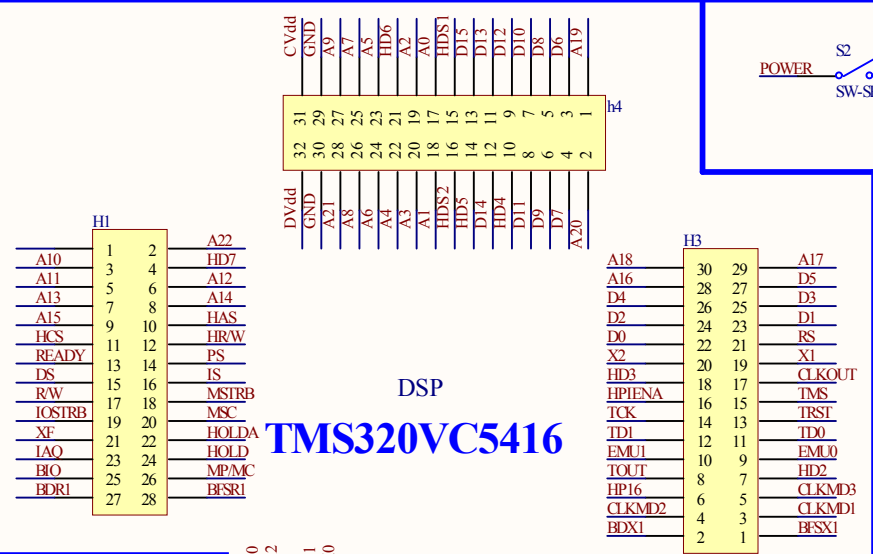 CVdd GND A9 A7 A5 HD6 A2 A0 HDS1 D15 D13 D12 D10 D8 D6 A19
31 29 27 25 23 21 19 17 15 13 11 9 7 5 3 1
h4
32 30 28 26 24 22 20 18 16 14 12 10 8 6 4 2
DVdd GND A21 A8 A6 A4 A3 A1 HDS2 HD5 D14 HD4 D11 D9 D7 A20
S2
POWER
H1
1 2 A22
A10 3 4 HD7
A11 5 6 A12
A13 7 8 A14
A15 9 10 HAS
HCS 11 12 HR/W
READY 13 14 PS
DS 15 16 IS
R/W 17 18 MSTRB
IOSTRB 19 20 MSC
XF 21 22 HOLDA
IAQ 23 24 HOLD
BIO 25 26 MP/MC
BDR1 27 28 BFSR1
DSP
TMS320VC5416
H3
A18 30 29 A17
A16 28 27 D5
D4 26 25 D3
D2 24 23 D1
D0 22 21 RS
X2 20 19 X1
HD3 18 17 CLKOUT
HPIENA 16 15 TMS
TCK 14 13 TRST
TD1 12 11 TD0
EMU1 10 9 EMU0
TOUT 8 7 HD2
HP16 6 5 CLKMD3
CLKMD2 4 3 CLKMD1
BDX1 2 1 BFSX1